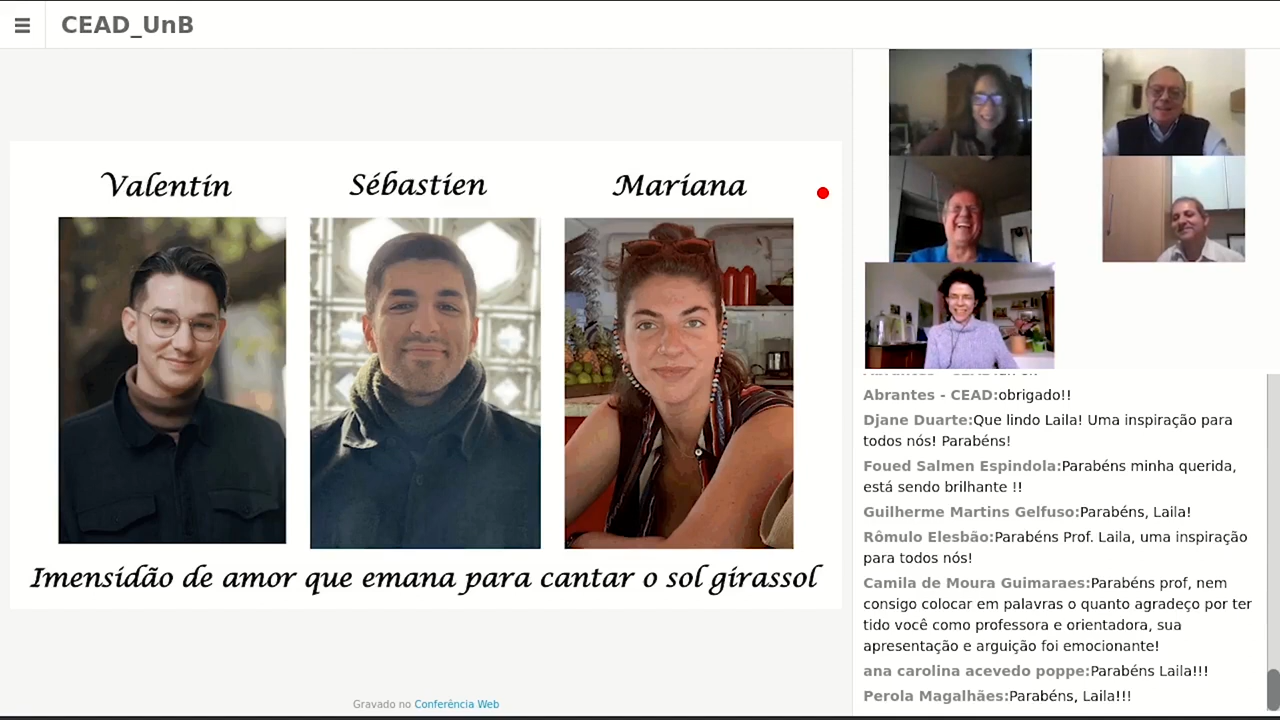 CEAD_UnB
Valentin Sébastien Mariana
Imensidão de amor que emana para cantar o sol girassol
Gravado no Conferência Web
Abrantes - CEAD:obrigado!!
Djane Duarte:Que lindo Laila! Uma inspiração para
todos nós! Parabéns!
Foued Salmen Espindola:Parabéns minha querida,
está sendo brilhante !!
Guilherme Martins Gelfuso:Parabéns, Laila!
Rômulo Elesbão:Parabéns Prof. Laila, uma inspiração
para todos nós!
Camila de Moura Guimaraes:Parabéns prof, nem
consigo colocar em palavras o quanto agradeço por ter
tido você como professora e orientadora, sua
apresentação e arguição foi emocionante!
ana carolina acevedo poppe:Parabéns Laila!!!
Perola Magalhães:Parabéns, Laila!!!